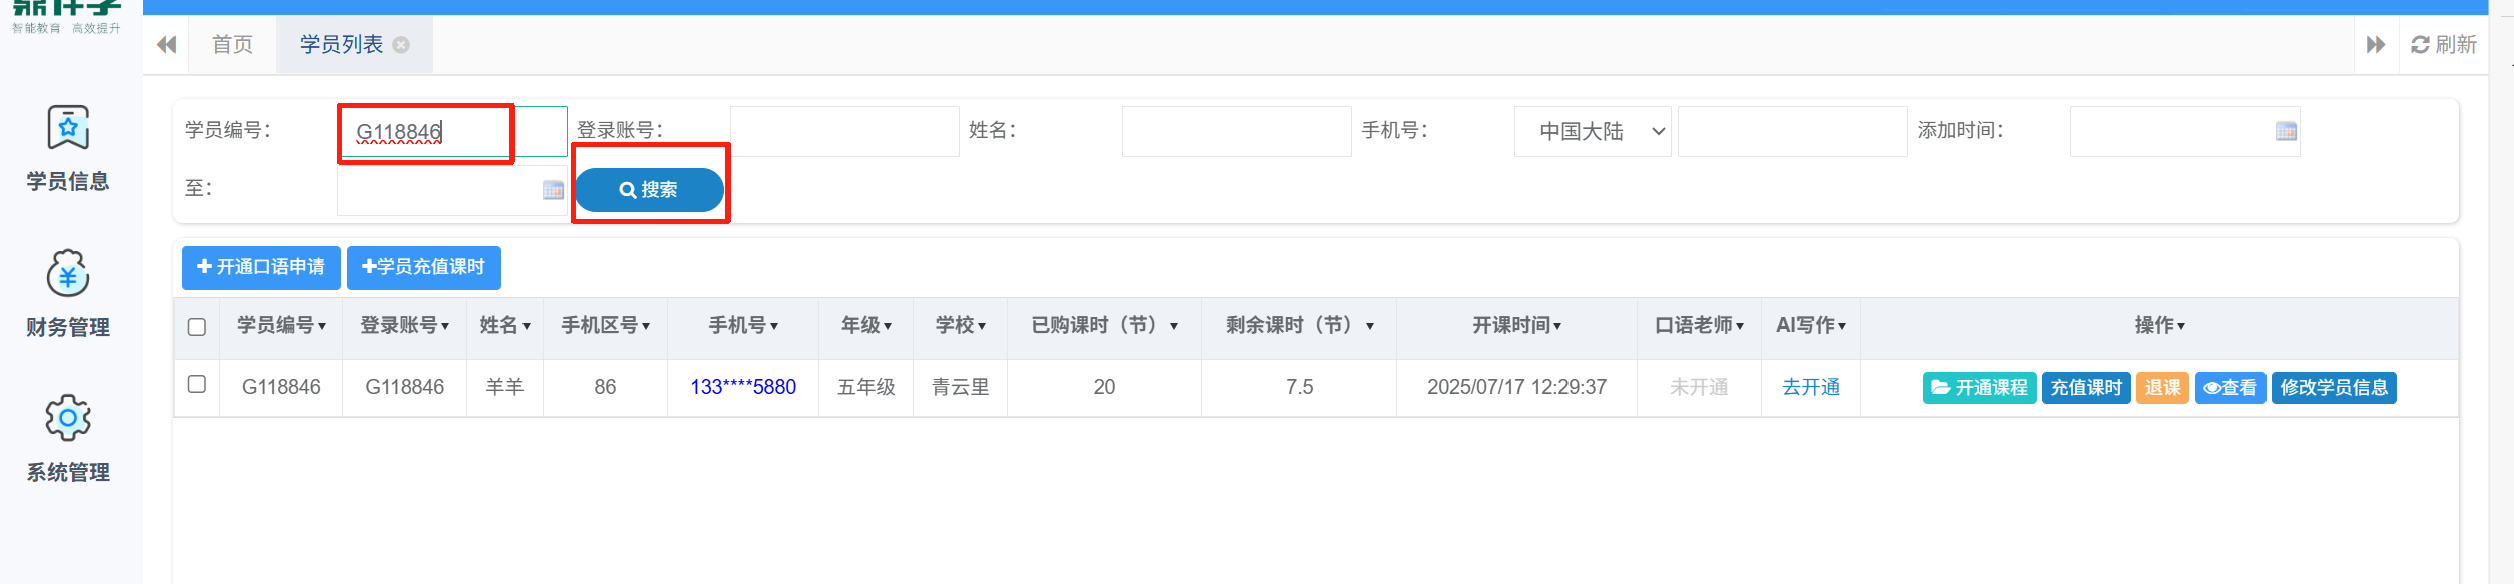 智能教育 高效提升
首页
学员列表
刷新
学员信息
财务管理
系统管理
学员编号：
G118846
登录账号：
姓名：
手机号：
中国大陆
添加时间：
至：
搜索
开通口语申请
学员充值课时
学员编号 登录账号 姓名 手机区号 手机号 年级 学校 已购课时（节） 剩余课时（节） 开课时间 口语老师 AI写作 操作
G118846 G118846 羊羊 86 133****5880 五年级 青云里 20 7.5 2025/07/17 12:29:37 未开通 去开通 开通课程 充值课时 退课 查看 修改学员信息